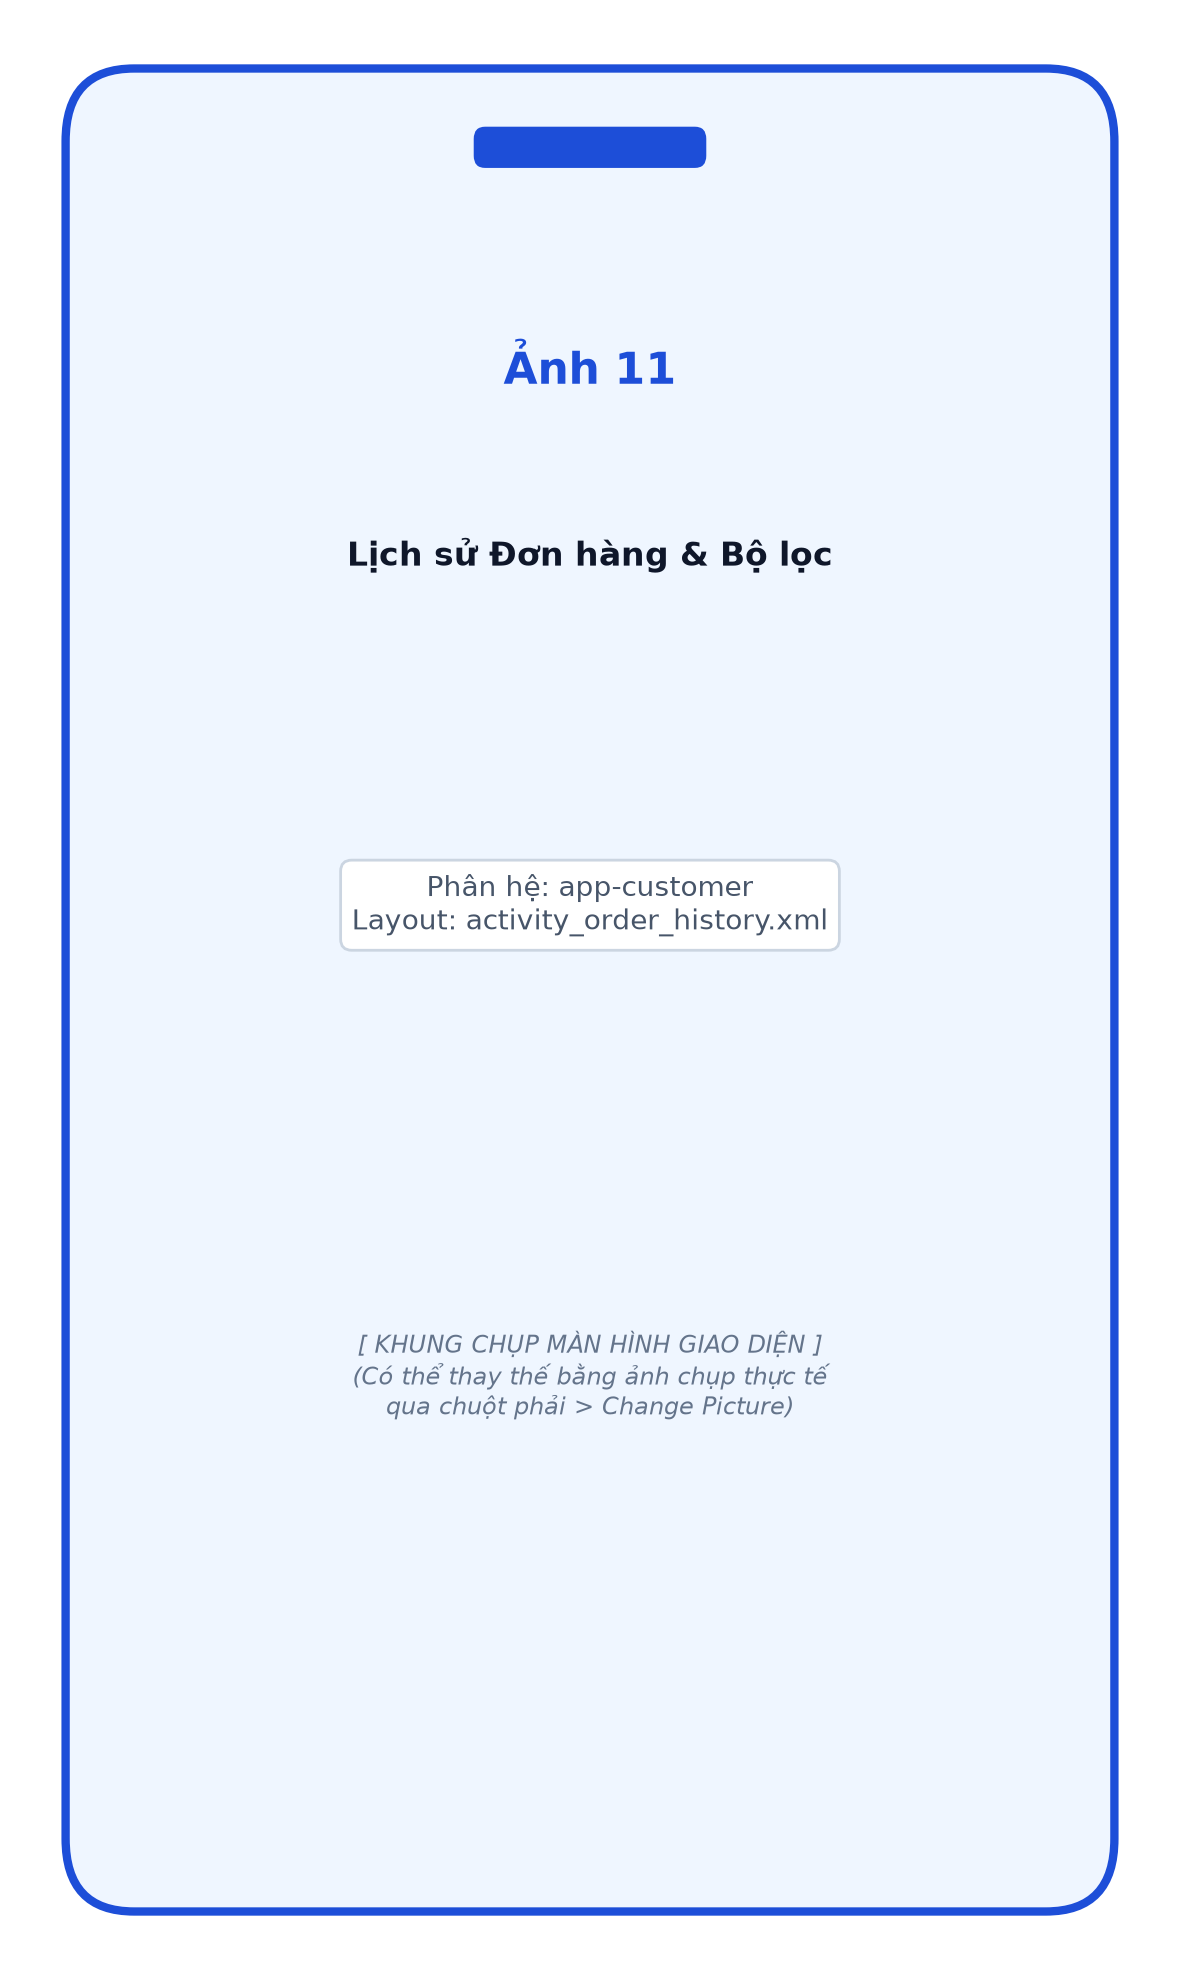 Ảnh 11
Lịch sử Đơn hàng & Bộ lọc
Phân hệ: app-customer
Layout: activity_order_history.xml
[ KHUNG CHỤP MÀN HÌNH GIAO DIỆN ]
(Có thể thay thế bằng ảnh chụp thực tế
qua chuột phải > Change Picture)